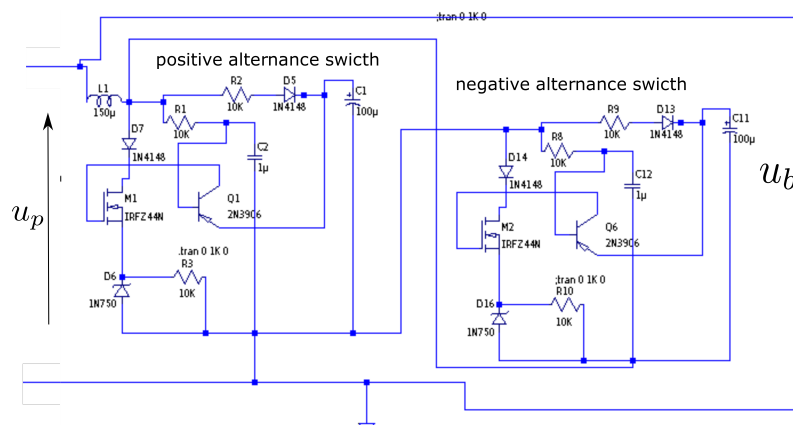 ;tran 0 1K 0
positive alternance swicth
negative alternance swicth
L1
150µ
R2
10K
D5
1N4148
C1
100µ
R1
10K
D7
1N4148
C2
1µ
M1
IRFZ44N
Q1
2N3906
.tran 0 1K 0
R3
10K
D6
1N750
u_p
R9
10K
D13
1N4148
C11
100µ
R8
10K
D14
1N4148
C12
1µ
M2
IRFZ44N
Q6
2N3906
;tran 0 1K 0
R10
10K
D16
1N750
u_b